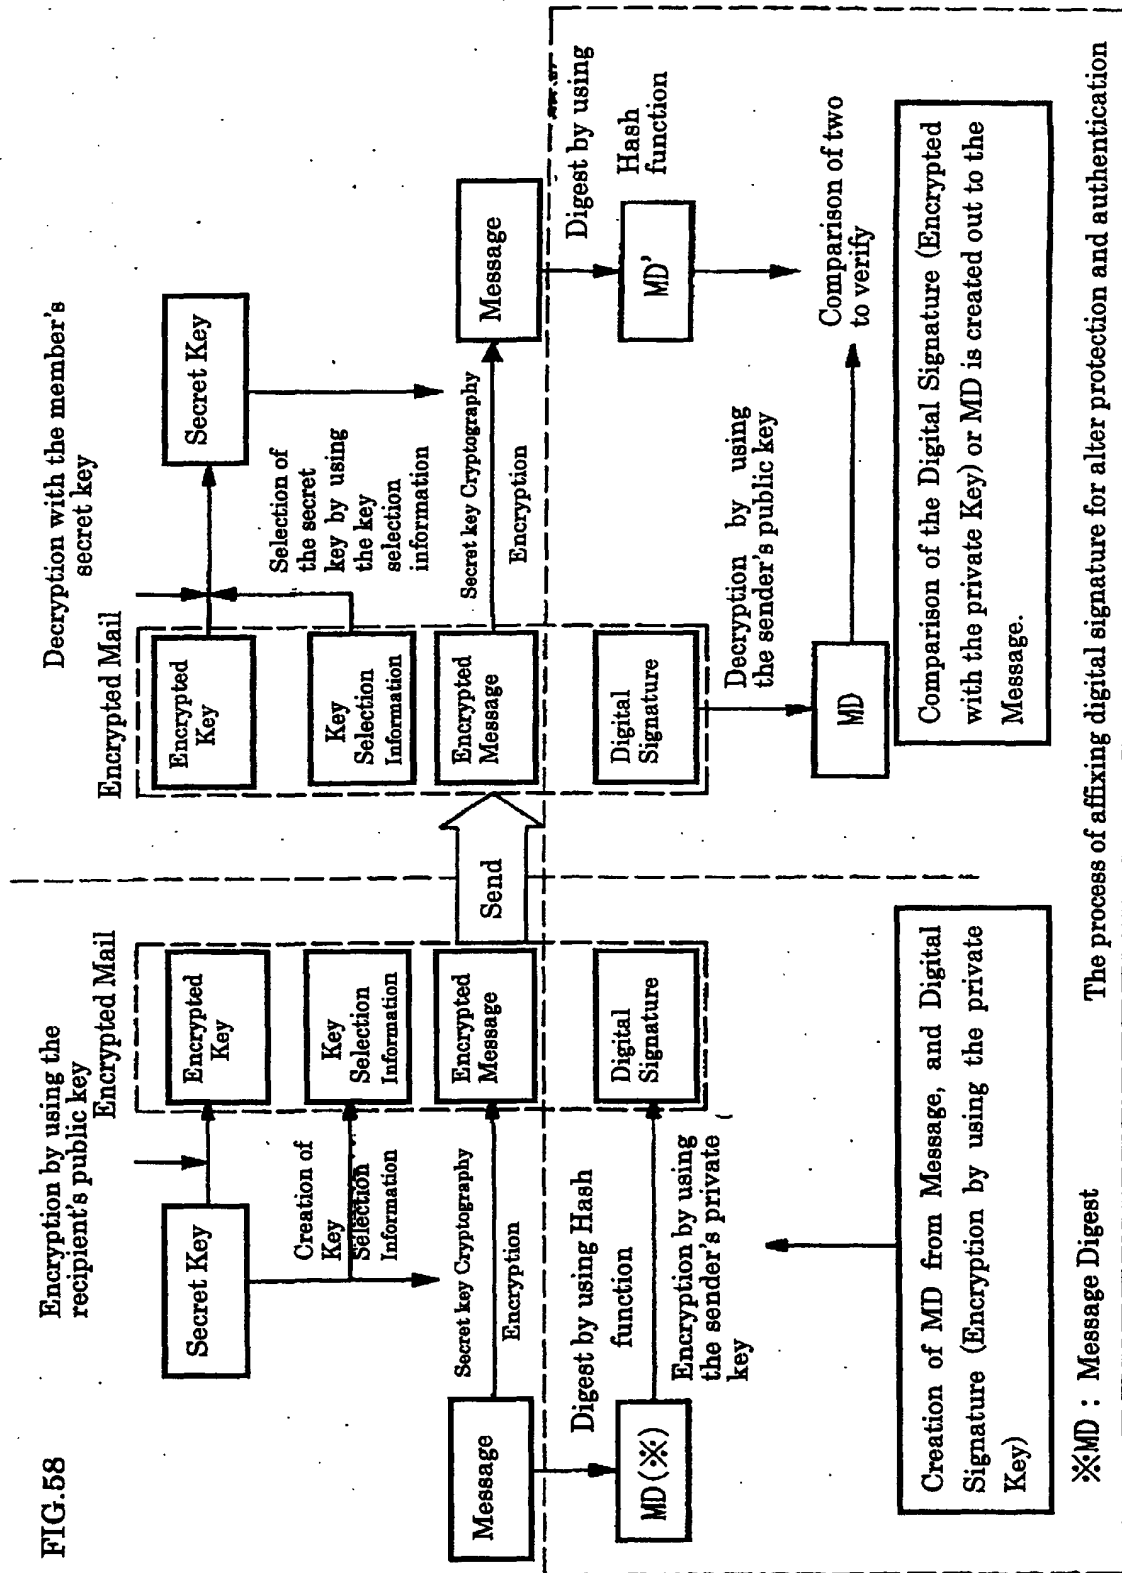 FIG.58
Encryption by using the
recipient's public key
Encrypted Mail
Secret Key
Encrypted
Key
Creation of
Key
Selection
Information
Key
Selection
Information
Secret key Cryptography
Encryption
Message
Encrypted
Message
Digest by using Hash
function
MD(※)
Encryption by using
the sender's private
key
Digital
Signature
Creation of MD from Message, and Digital
Signature (Encryption by using the private
Key)
※MD : Message Digest
Send
Decryption with the member's
secret key
Encrypted Mail
Encrypted
Key
Secret Key
Key
Selection
Information
Selection of
the secret
key by using
the key
selection
information
Encrypted
Message
Secret key Cryptography
Encryption
Message
Digest by using
Hash
function
MD'
Digital
Signature
Decryption by using
the sender's public key
MD
Comparison of two
to verify
Comparison of the Digital Signature (Encrypted
with the private Key) or MD is created out to the
Message.
The process of affixing digital signature for alter protection and authentication